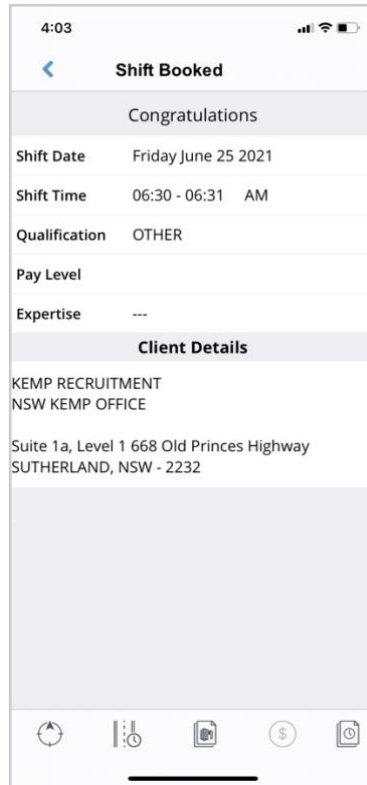 4:03
Shift Booked
Congratulations
Shift Date Friday June 25 2021
Shift Time 06:30 - 06:31 AM
Qualification OTHER
Pay Level
Expertise ---
Client Details
KEMP RECRUITMENT
NSW KEMP OFFICE
Suite 1a, Level 1 668 Old Princes Highway
SUTHERLAND, NSW - 2232
$